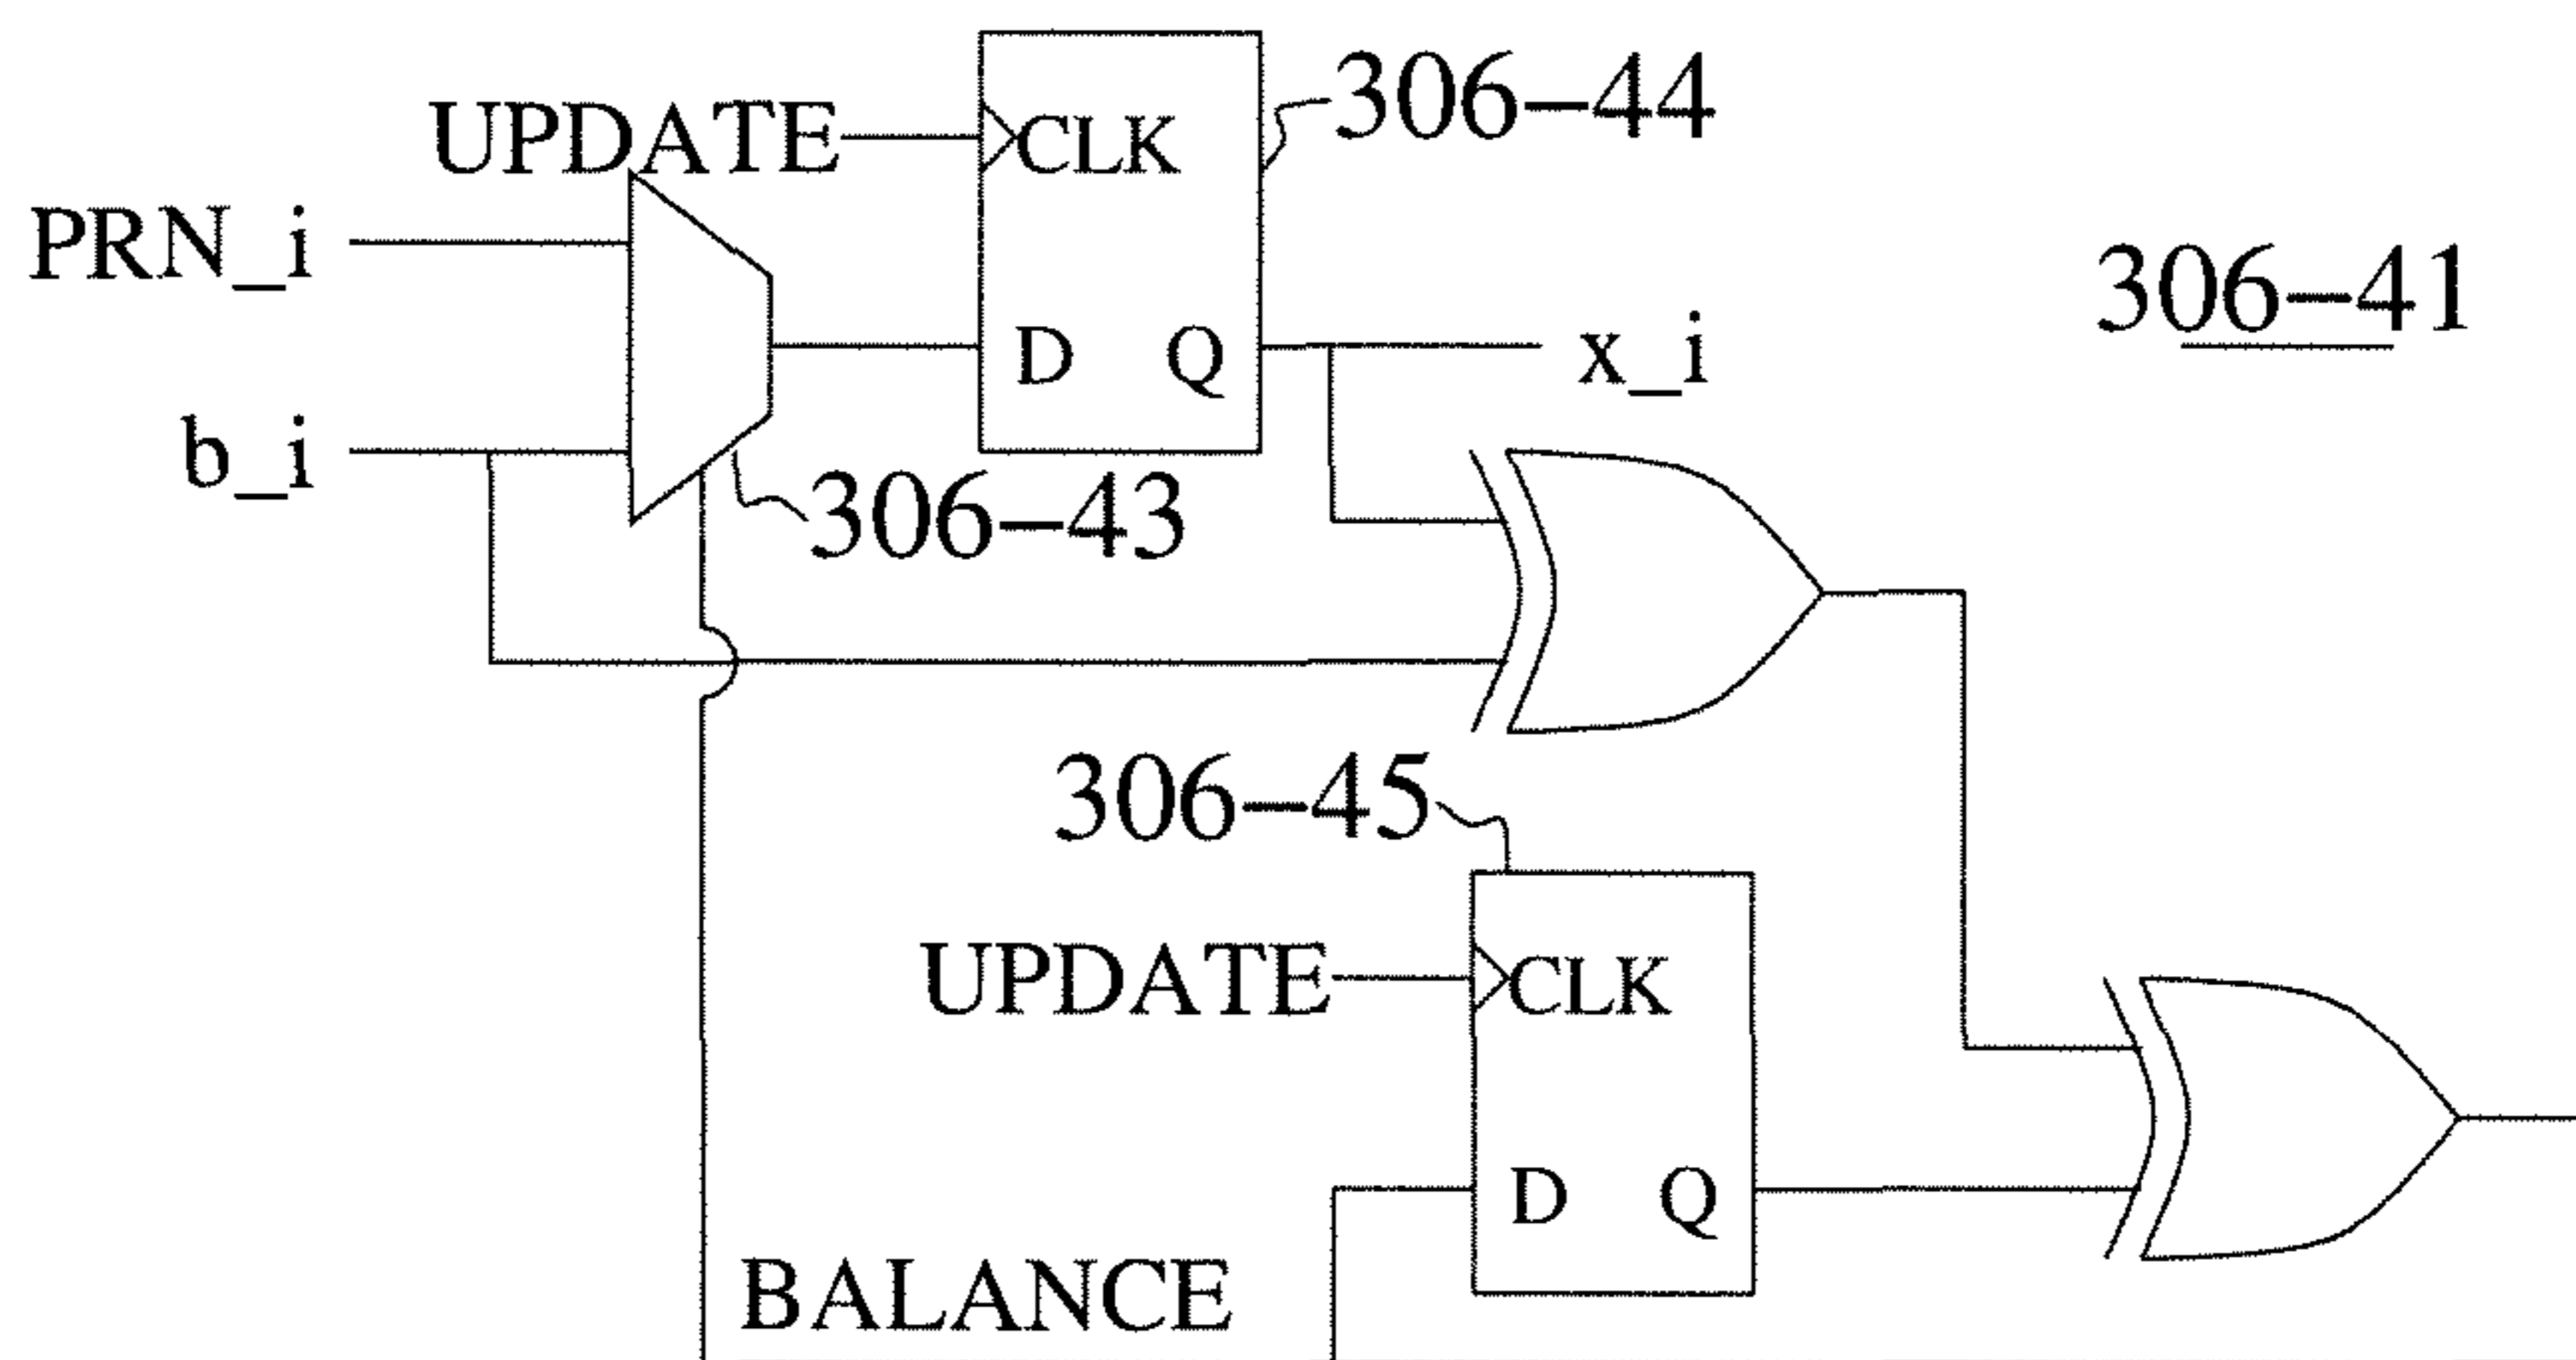 UPDATE
CLK
306-44
PRN_i
306-41
D
Q
x_i
b_i
306-43
306-45
UPDATE
CLK
D
Q
BALANCE